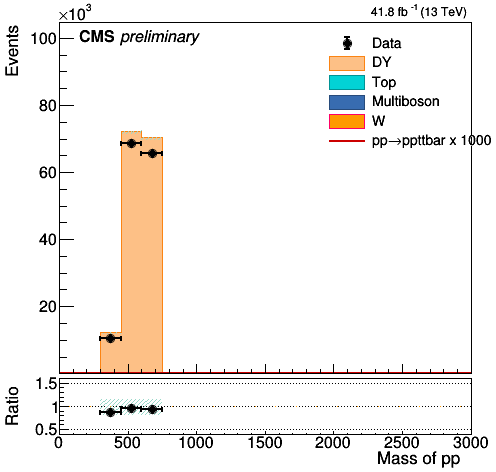 ×10³
41.8 fb⁻¹ (13 TeV)
CMS preliminary
Events
100
80
60
40
20
Data
DY
Top
Multiboson
W
pp→ppttbar x 1000
Ratio
1.5
1
0.5
0 500 1000 1500 2000 2500 3000
Mass of pp